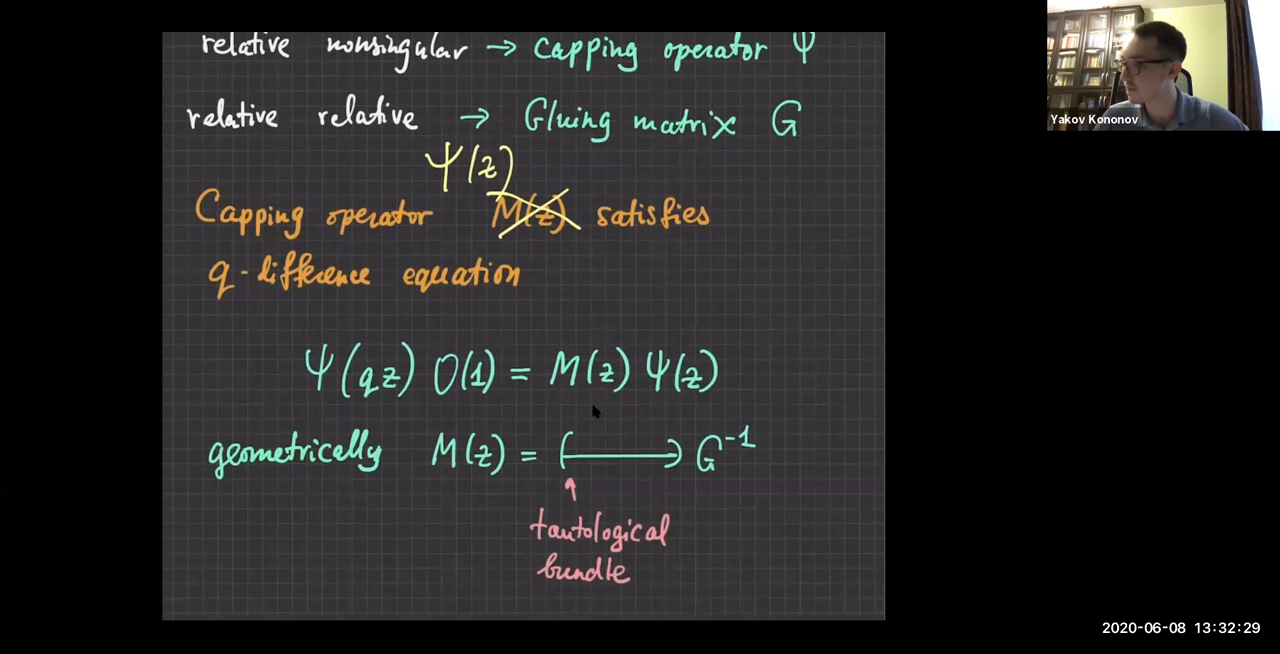 relative nonsingular → capping operator Ψ
relative relative → Gluing matrix G
Ψ(z)
Capping operator M(z) satisfies
q-difference equation
Ψ(qz) O(1) = M(z) Ψ(z)
geometrically M(z) = G⁻¹
tautological
bundle
Yakov Kononov
2020-06-08 13:32:29